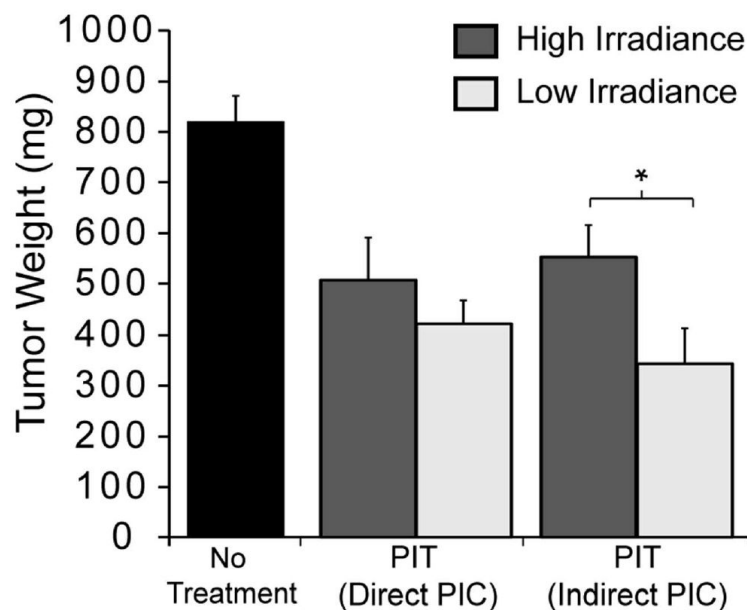 High Irradiance
Low Irradiance
Tumor Weight (mg)
1000
900
800
700
600
500
400
300
200
100
0
*
No
Treatment
PIT
(Direct PIC)
PIT
(Indirect PIC)